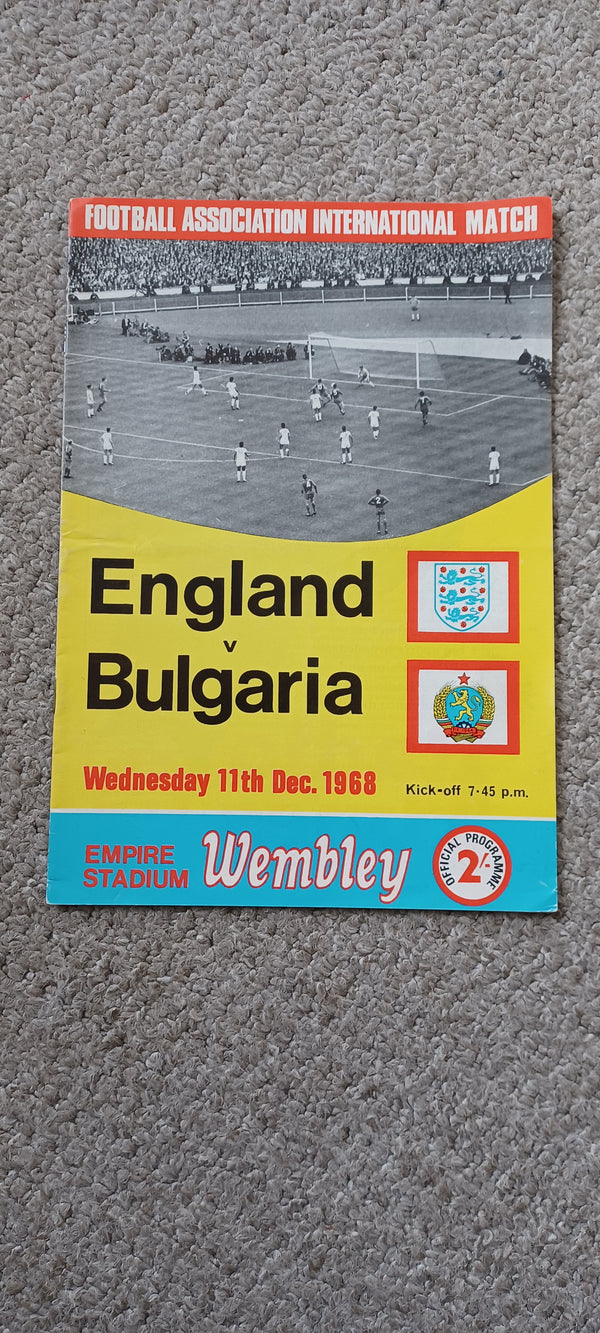 FOOTBALL ASSOCIATION INTERNATIONAL MATCH
England
v
Bulgaria
Wednesday 11th Dec. 1968
Kick-off 7·45 p.m.
EMPIRE
STADIUM
Wembley
OFFICIAL PROGRAMME
2/-